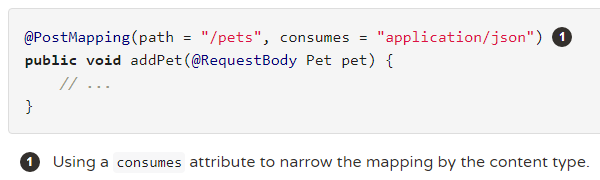 @PostMapping(path = "/pets", consumes = "application/json") 1
public void addPet(@RequestBody Pet pet) {
    // ...
}
1 Using a consumes attribute to narrow the mapping by the content type.